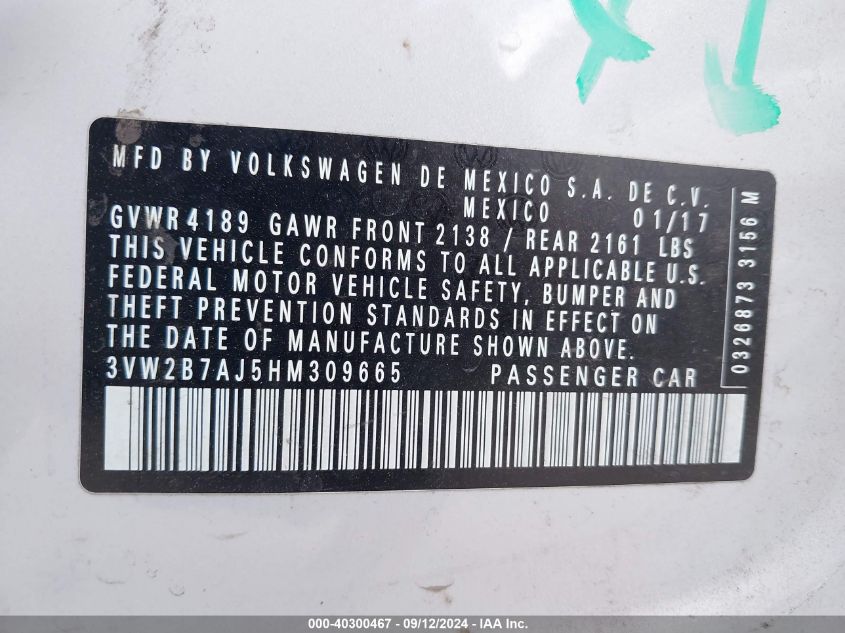 MFD BY VOLKSWAGEN DE MEXICO S.A. DE C.V.
MEXICO 01/17
GVWR 4189 GAWR FRONT 2138 / REAR 2161 LBS
THIS VEHICLE CONFORMS TO ALL APPLICABLE U.S.
FEDERAL MOTOR VEHICLE SAFETY, BUMPER AND
THEFT PREVENTION STANDARDS IN EFFECT ON
THE DATE OF MANUFACTURE SHOWN ABOVE.
3VW2B7AJ5HM309665 PASSENGER CAR
0326873 3156 M
000-40300467 - 09/12/2024 - IAA Inc.